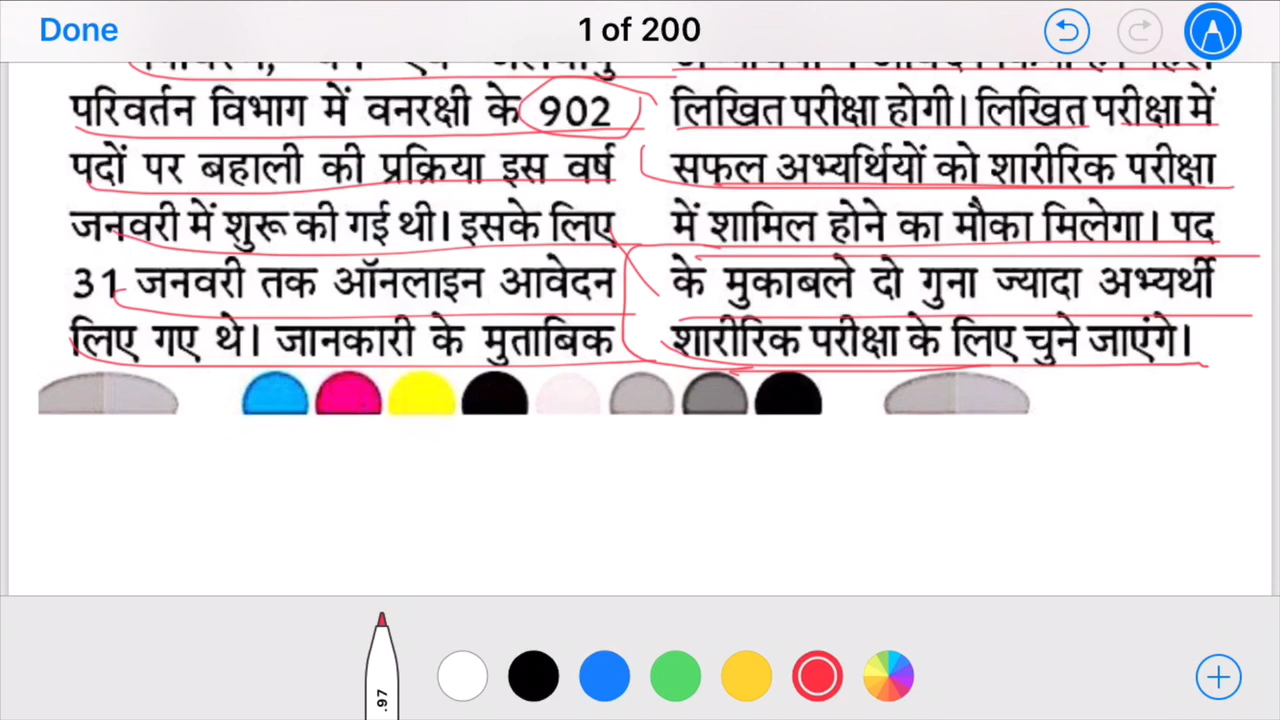 Done
1 of 200
परिवर्तन विभाग में वनरक्षी के 902
पदों पर बहाली की प्रक्रिया इस वर्ष
जनवरी में शुरू की गई थी। इसके लिए
31 जनवरी तक ऑनलाइन आवेदन
लिए गए थे। जानकारी के मुताबिक
लिखित परीक्षा होगी। लिखित परीक्षा में
सफल अभ्यर्थियों को शारीरिक परीक्षा
में शामिल होने का मौका मिलेगा। पद
के मुकाबले दो गुना ज्यादा अभ्यर्थी
शारीरिक परीक्षा के लिए चुने जाएंगे।
.97